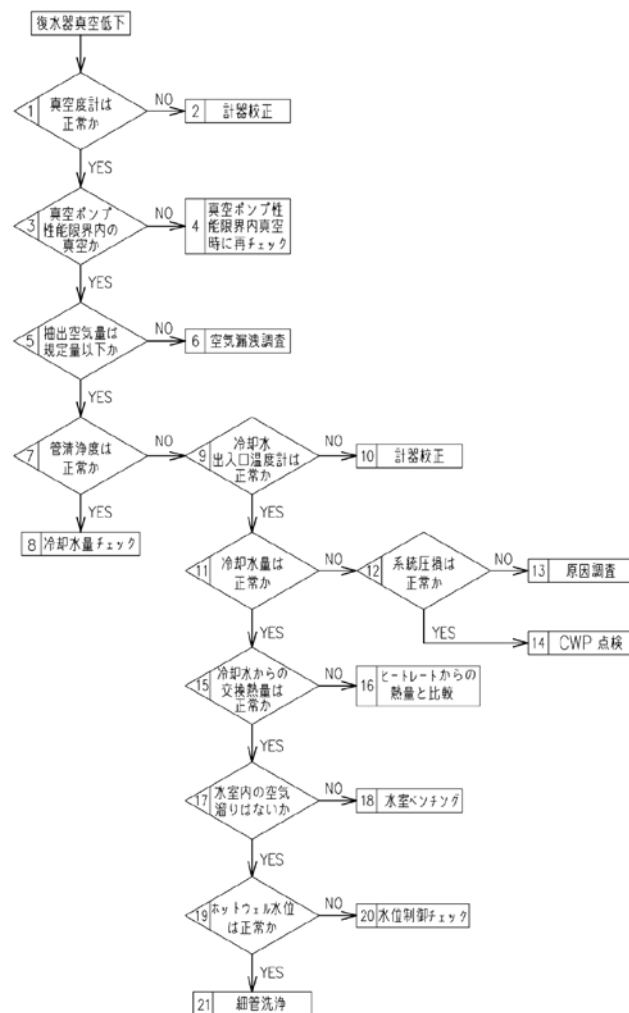 復水器真空低下
1
真空度計は
正常か
NO
2
計器校正
YES
3
真空ポンプ
性能限界内の
真空か
NO
4
真空ポンプ性
能限界内真空
時に再チェック
YES
5
抽出空気量は
規定量以下か
NO
6
空気漏洩調査
YES
7
管清浄度は
正常か
NO
9
冷却水
出入口温度計は
正常か
NO
10
計器校正
YES
8
冷却水量チェック
YES
11
冷却水量は
正常か
NO
12
系統圧損は
正常か
NO
13
原因調査
YES
14
CWP 点検
YES
15
冷却水からの
交換熱量は
正常か
NO
16
ヒートレートからの
熱量と比較
YES
17
水室内の空気
溜りはないか
NO
18
水室ベンチング
YES
19
ホットウェル水位
は正常か
NO
20
水位制御チェック
YES
21
細管洗浄